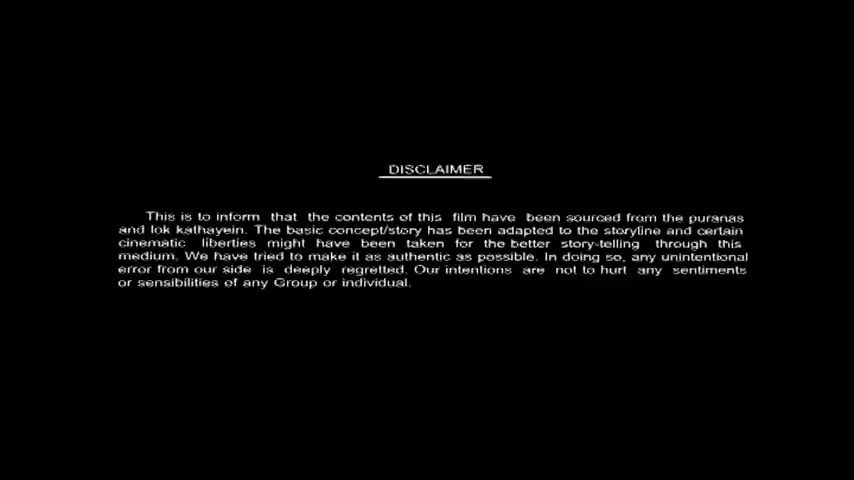 DISCLAIMER
This is to inform that the contents of this film have been sourced from the puranas
and lok kathayein. The basic concept/story has been adapted to the storyline and certain
cinematic liberties might have been taken for the better story-telling through this
medium. We have tried to make it as authentic as possible. In doing so, any unintentional
error from our side is deeply regretted. Our intentions are not to hurt any sentiments
or sensibilities of any Group or individual.